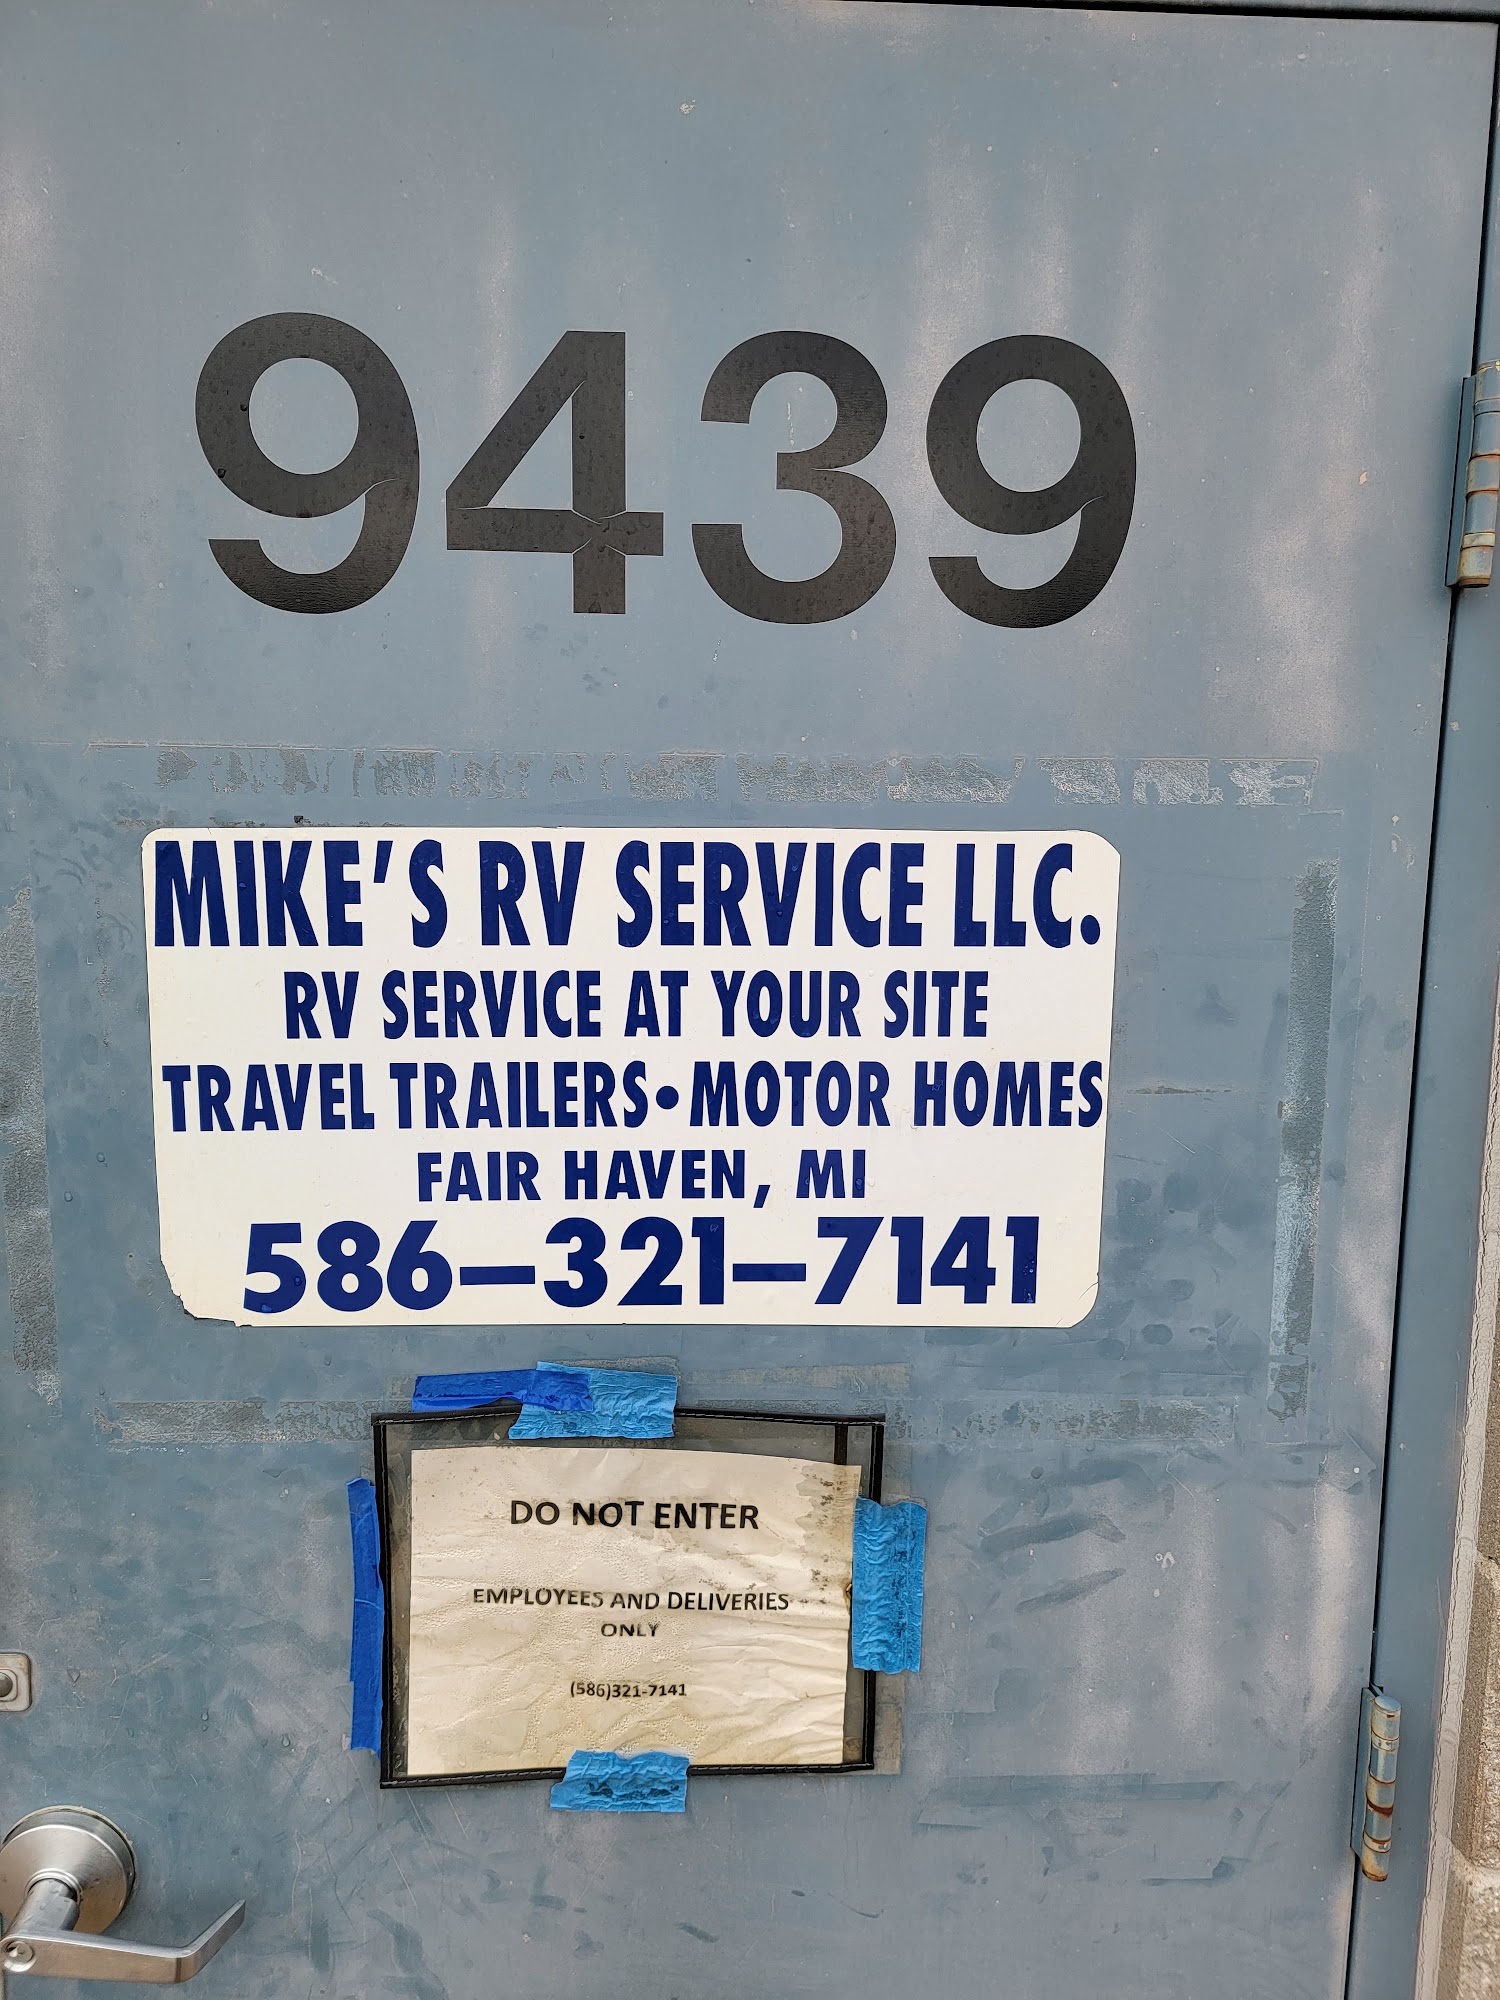 9439
MIKE'S RV SERVICE LLC.
RV SERVICE AT YOUR SITE
TRAVEL TRAILERS•MOTOR HOMES
FAIR HAVEN, MI
586–321–7141
DO NOT ENTER
EMPLOYEES AND DELIVERIES
ONLY
(586)321-7141